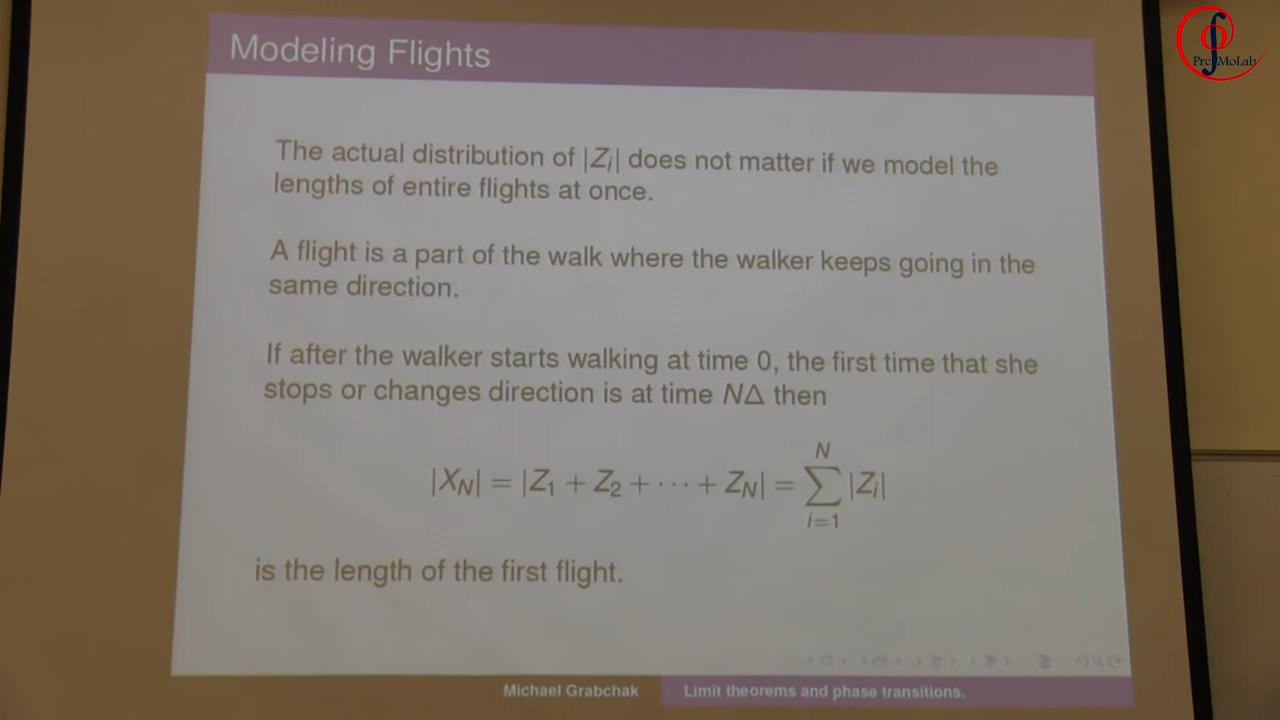 Modeling Flights
PreMoLab
The actual distribution of |Z_i| does not matter if we model the
lengths of entire flights at once.
A flight is a part of the walk where the walker keeps going in the
same direction.
If after the walker starts walking at time 0, the first time that she
stops or changes direction is at time NΔ then
|X_N| = |Z_1 + Z_2 + ··· + Z_N| = ∑_{i=1}^{N} |Z_i|
is the length of the first flight.
Michael Grabchak
Limit theorems and phase transitions.